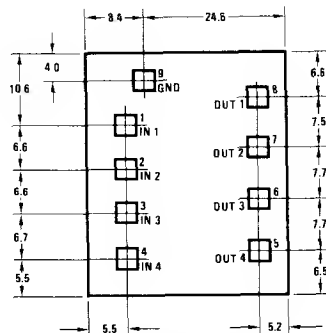 8.4
24.6
4.0
10.6
6.6
6.6
6.7
5.5
9
GND
1
IN 1
2
IN 2
3
IN 3
4
IN 4
8
OUT 1
7
OUT 2
6
OUT 3
5
OUT 4
6.6
7.5
7.7
7.7
6.5
5.5
5.2